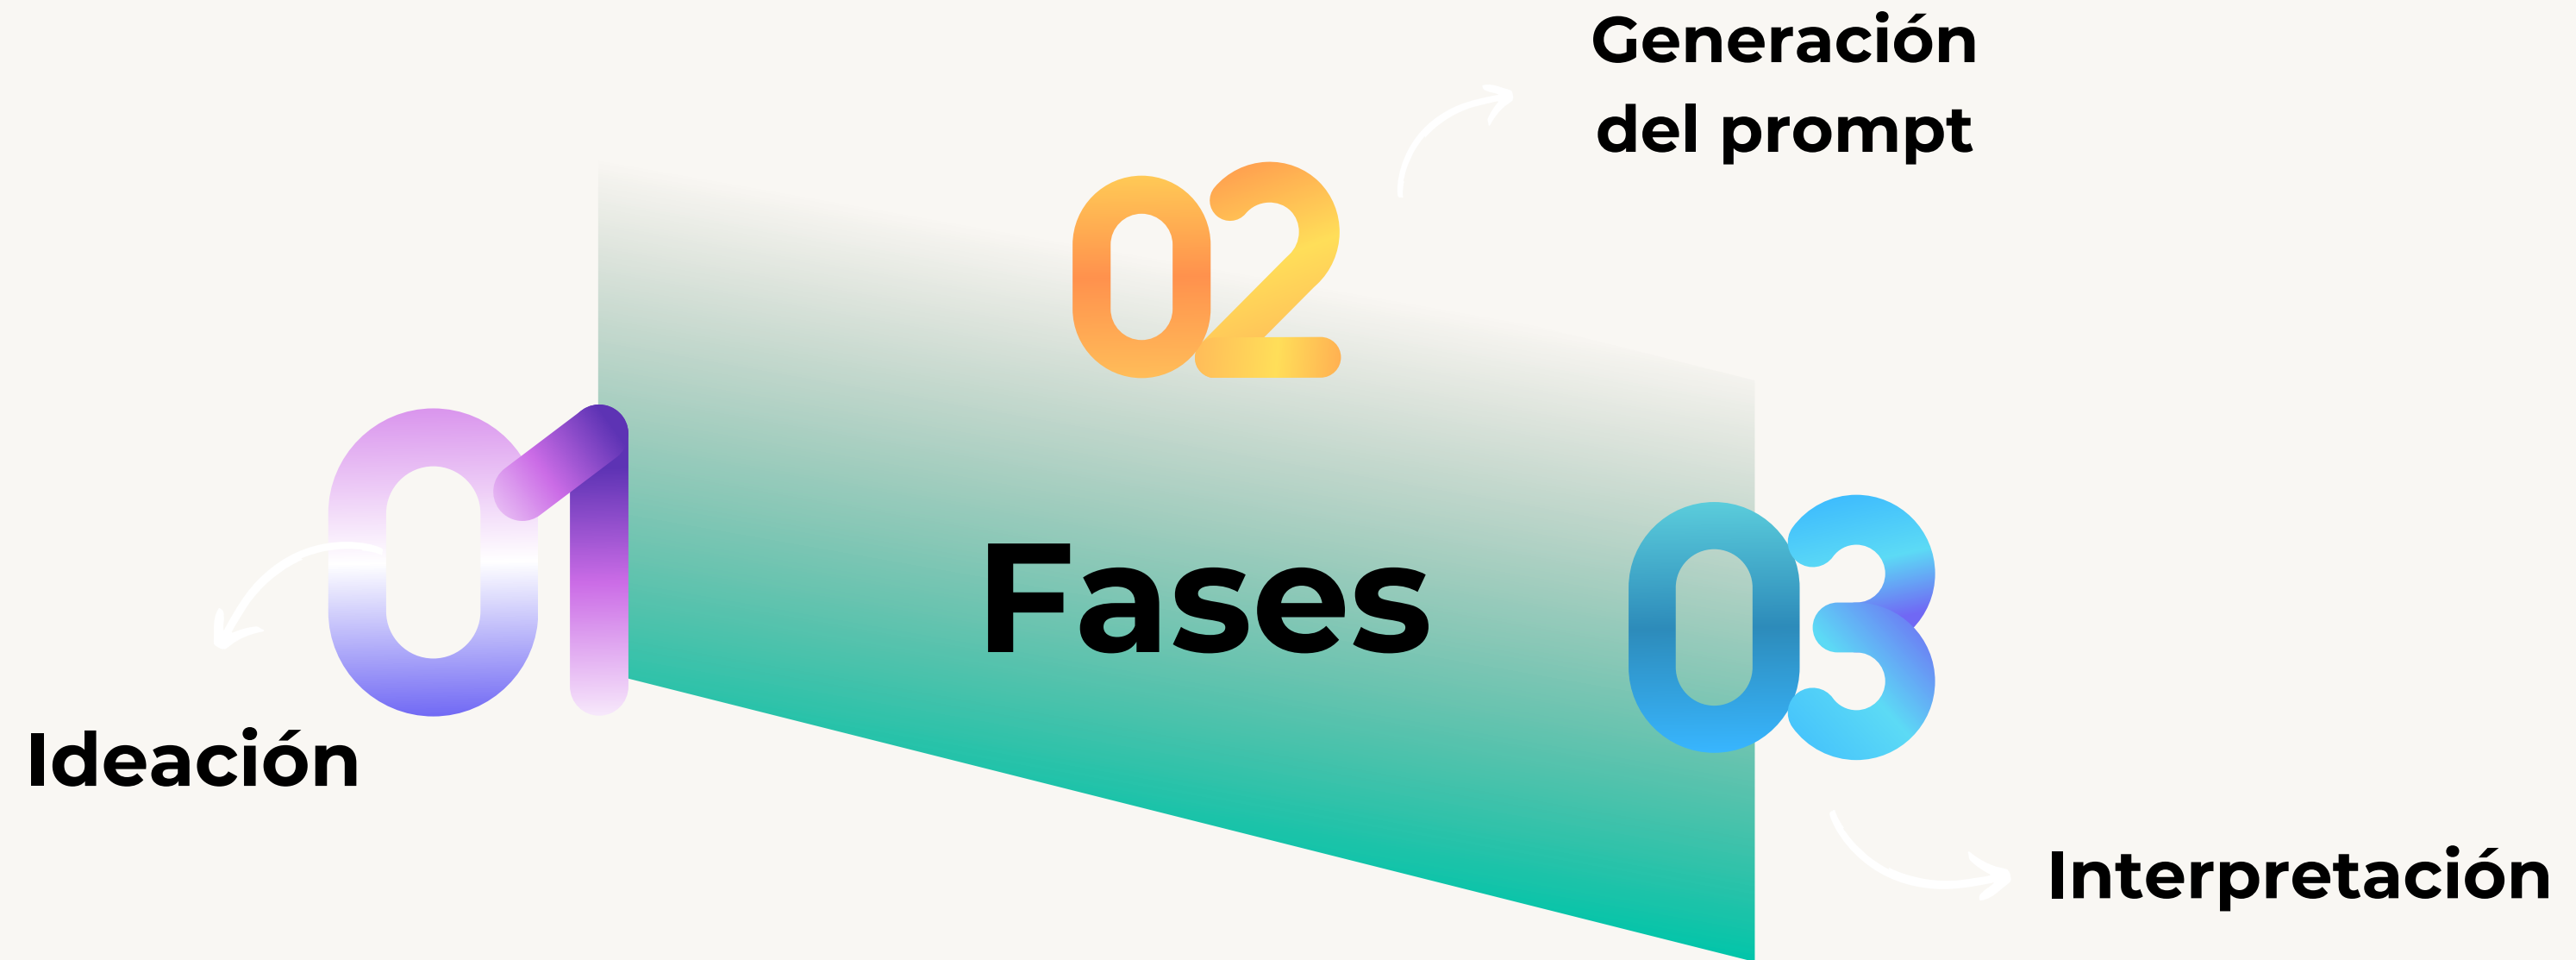 Generación
del prompt
02
01
Fases
03
Ideación
Interpretación